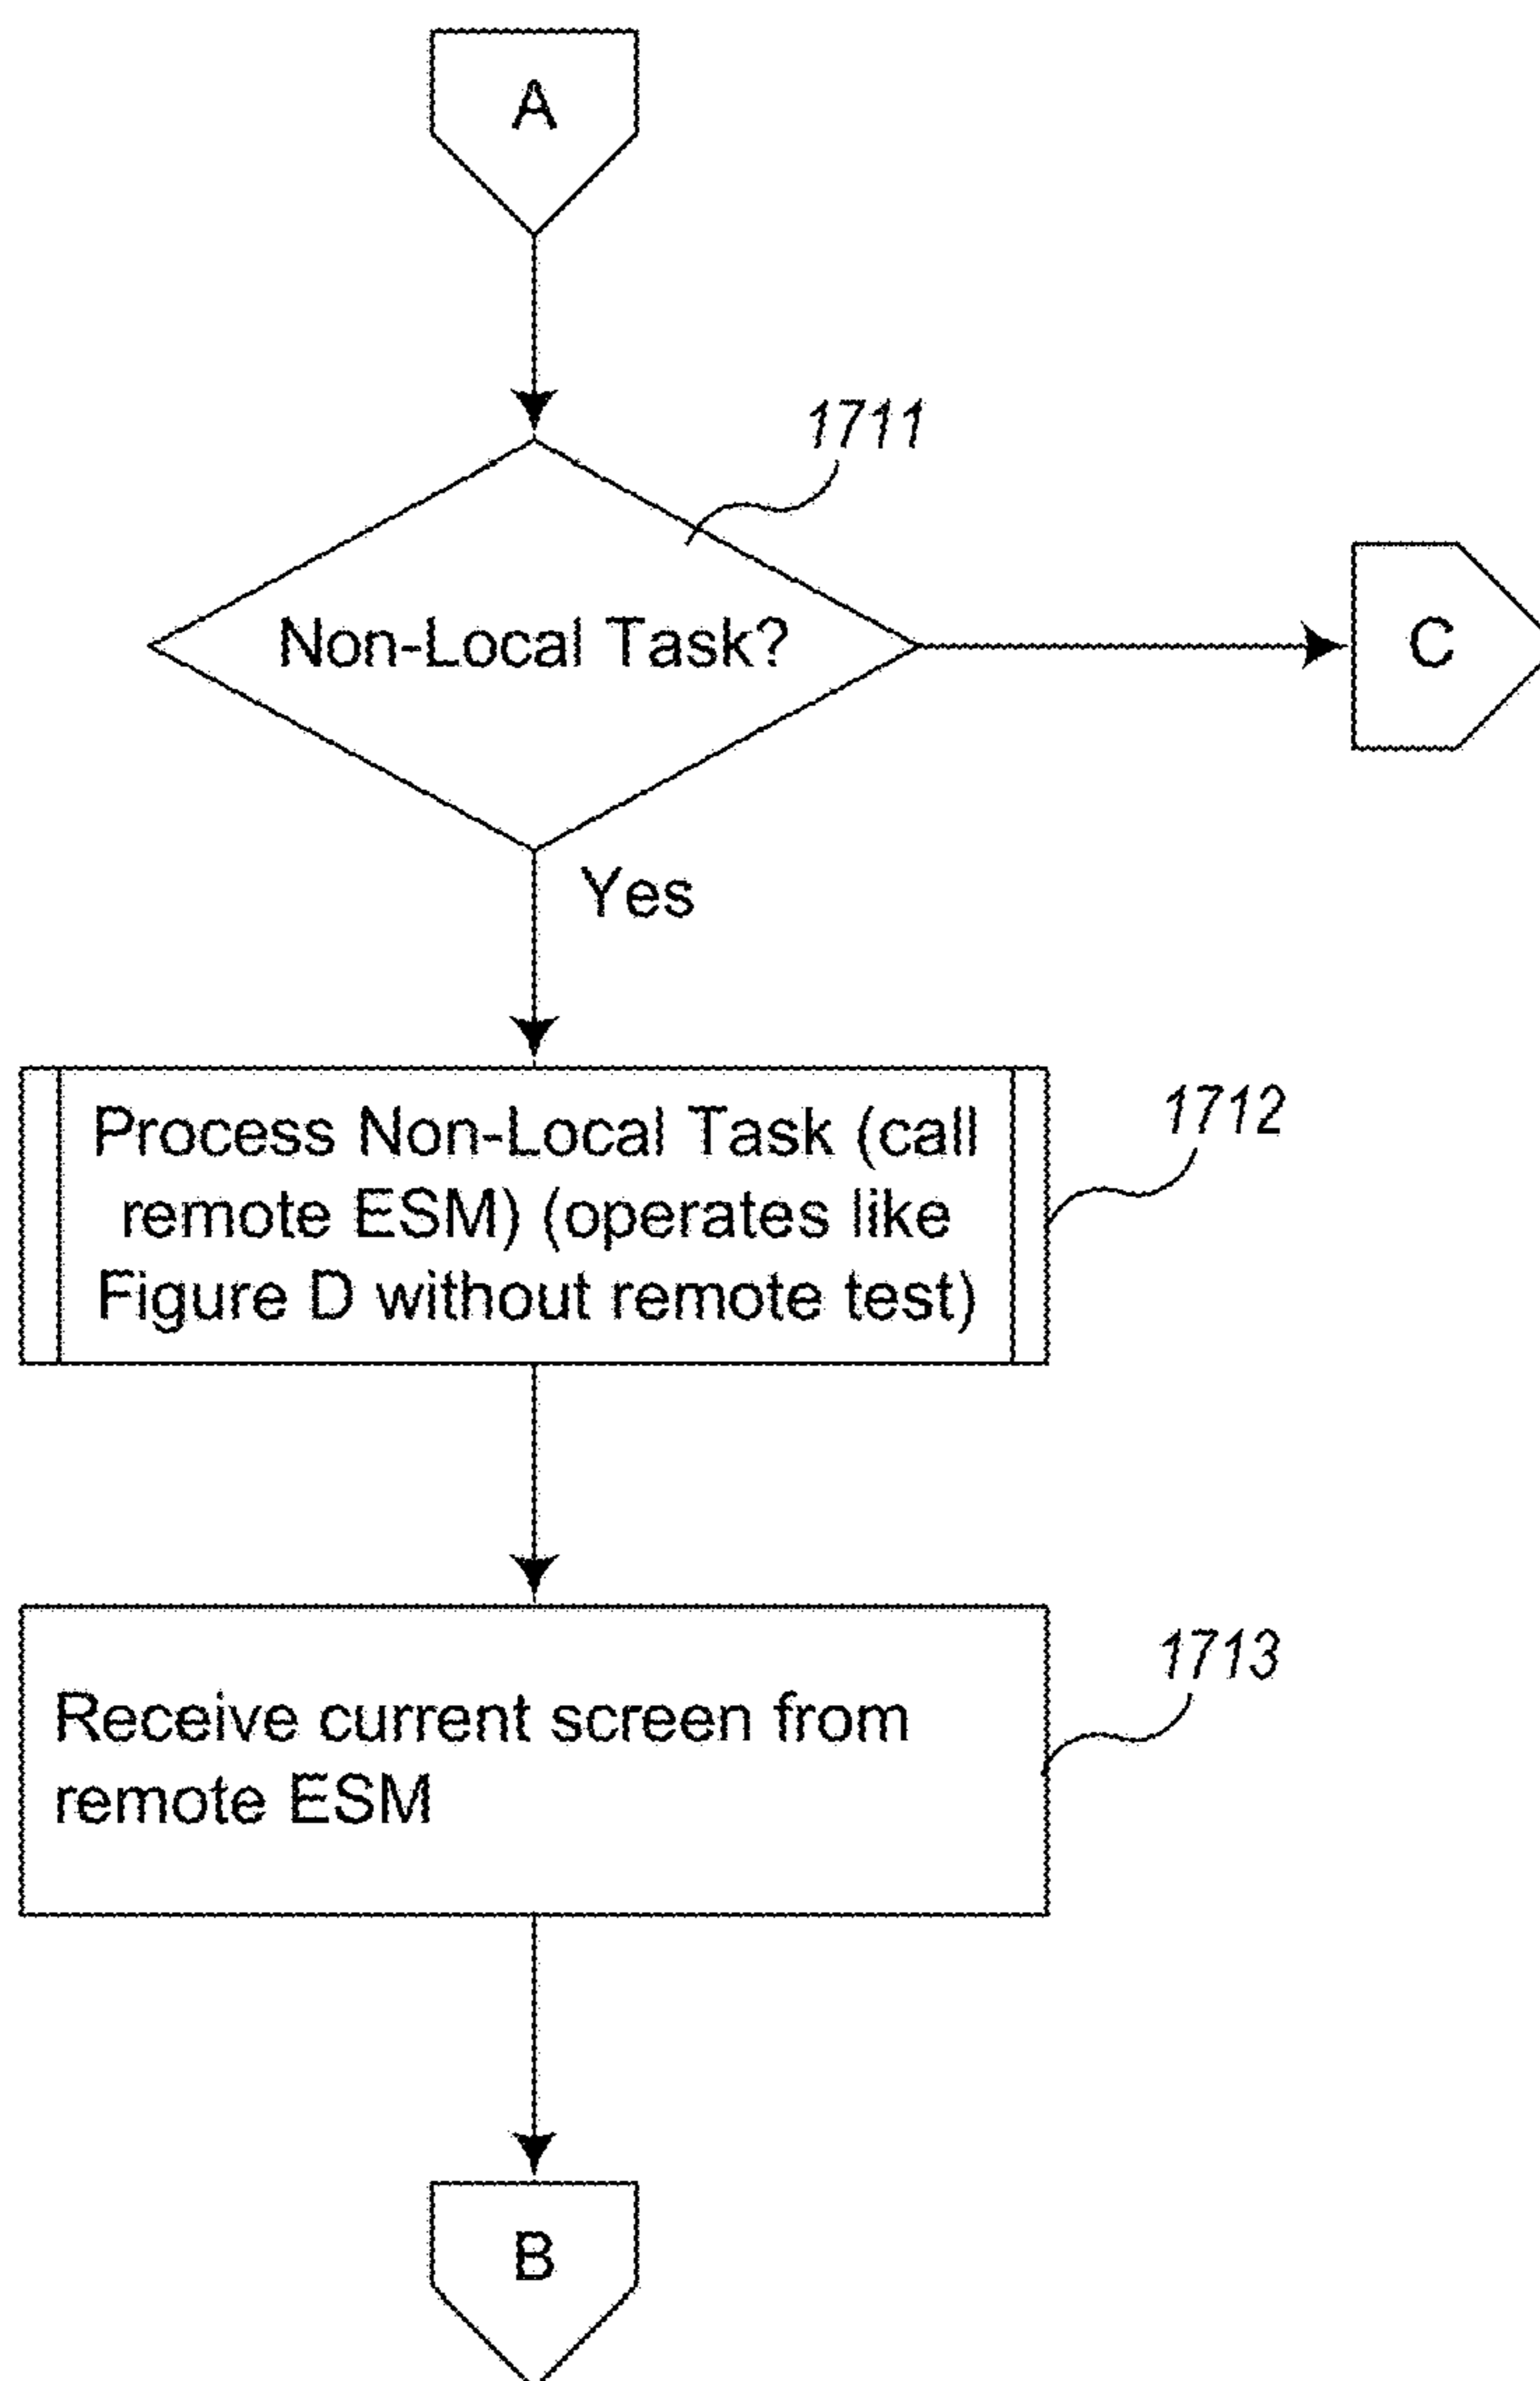 A
1711
Non-Local Task?
C
Yes
Process Non-Local Task (call
remote ESM) (operates like
Figure D without remote test)
1712
Receive current screen from
remote ESM
1713
B